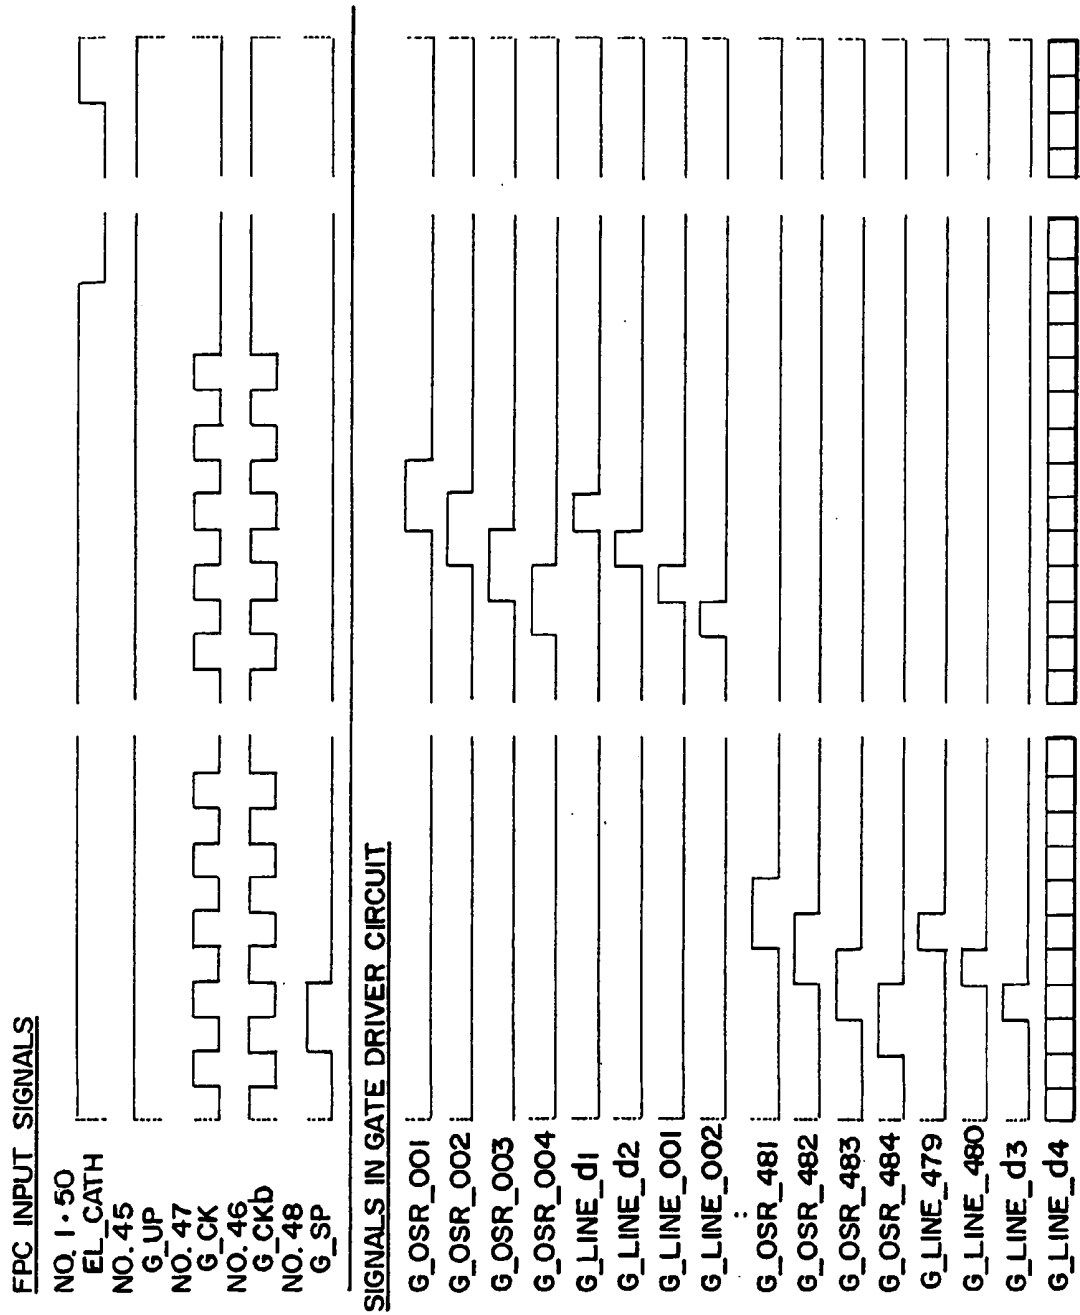 FPC INPUT SIGNALS
NO. 1・50
EL_CATH
NO. 45
G_UP
NO. 47
G_CK
NO. 46
G_CKb
NO. 48
G_SP
SIGNALS IN GATE DRIVER CIRCUIT
G_OSR_001
G_OSR_002
G_OSR_003
G_OSR_004
G_LINE_d1
G_LINE_d2
G_LINE_001
G_LINE_002
:
G_OSR_481
G_OSR_482
G_OSR_483
G_OSR_484
G_LINE_479
G_LINE_480
G_LINE_d3
G_LINE_d4